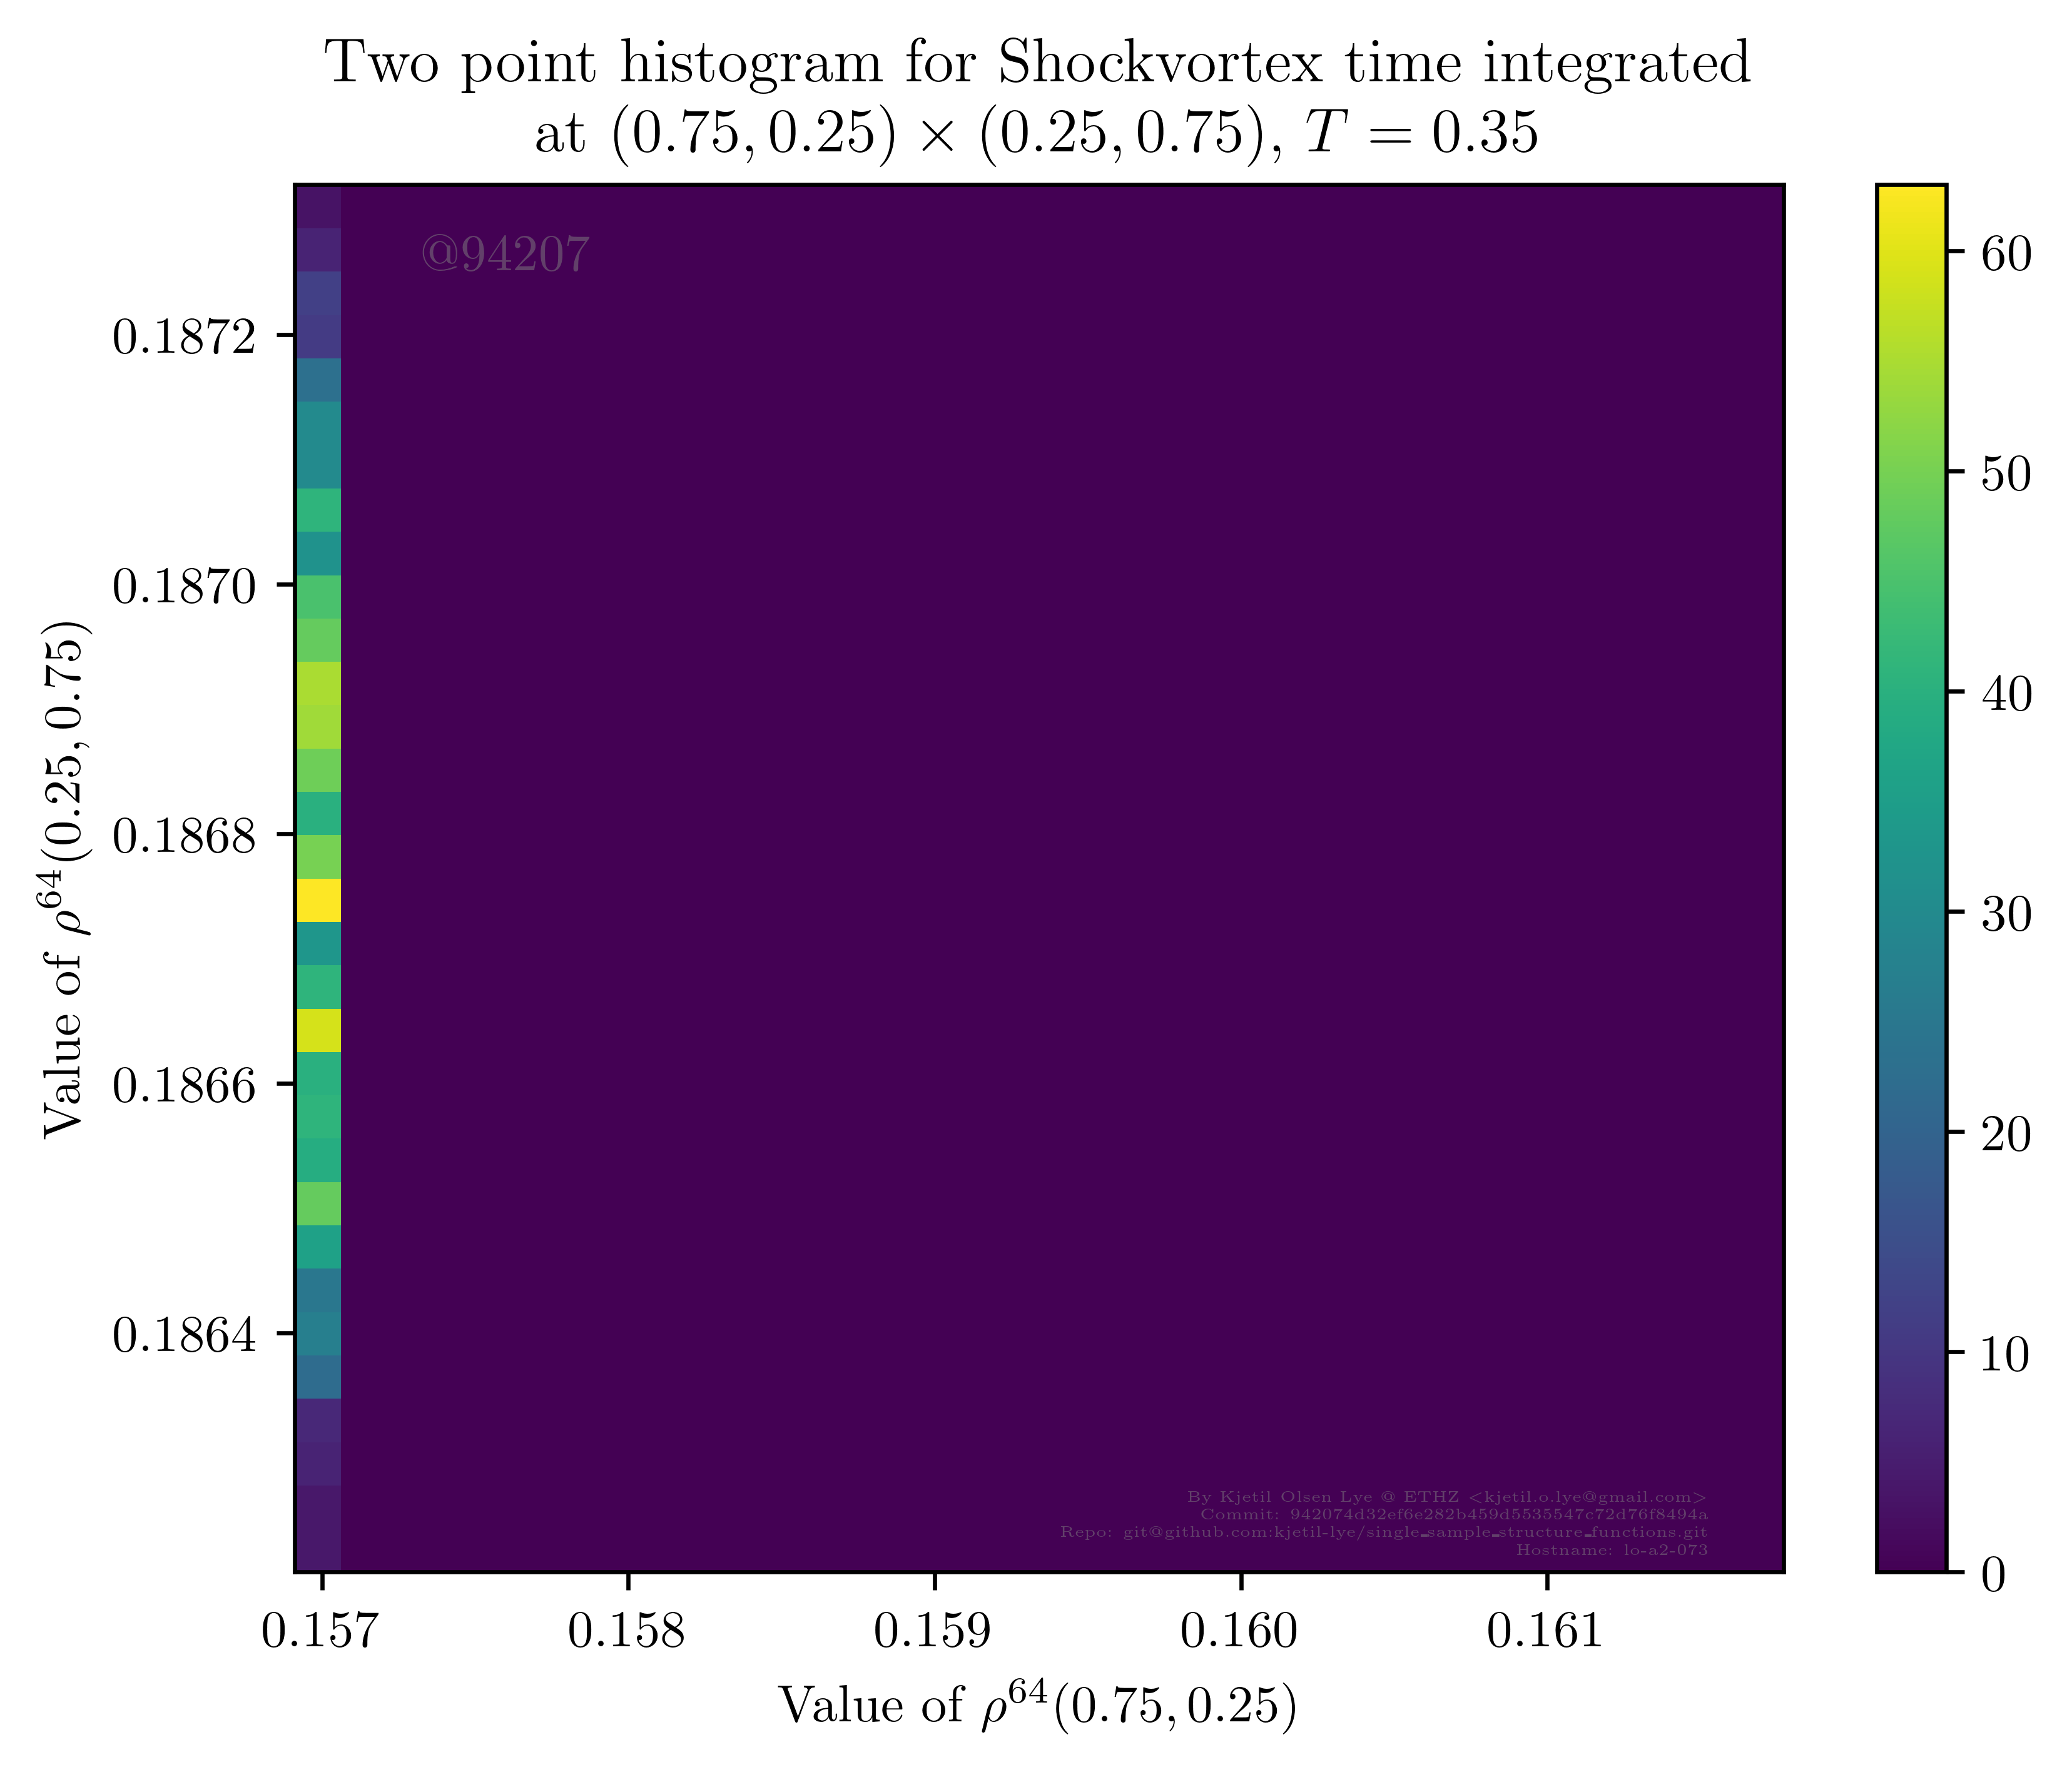 Two point histogram for Shockvortex time integrated
at (0.75, 0.25) × (0.25, 0.75), T = 0.35
@94207
0.1872
0.1870
0.1868
0.1866
0.1864
Value of ρ^64(0.25, 0.75)
60
50
40
30
20
10
0
By Kjetil Olsen Lye @ ETHZ <kjetil.o.lye@gmail.com>
Commit: 942074d32ef6e282b459d5535547c72d76f8494a
Repo: git@github.com:kjetil-lye/single_sample_structure_functions.git
Hostname: lo-a2-073
0.157 0.158 0.159 0.160 0.161
Value of ρ^64(0.75, 0.25)